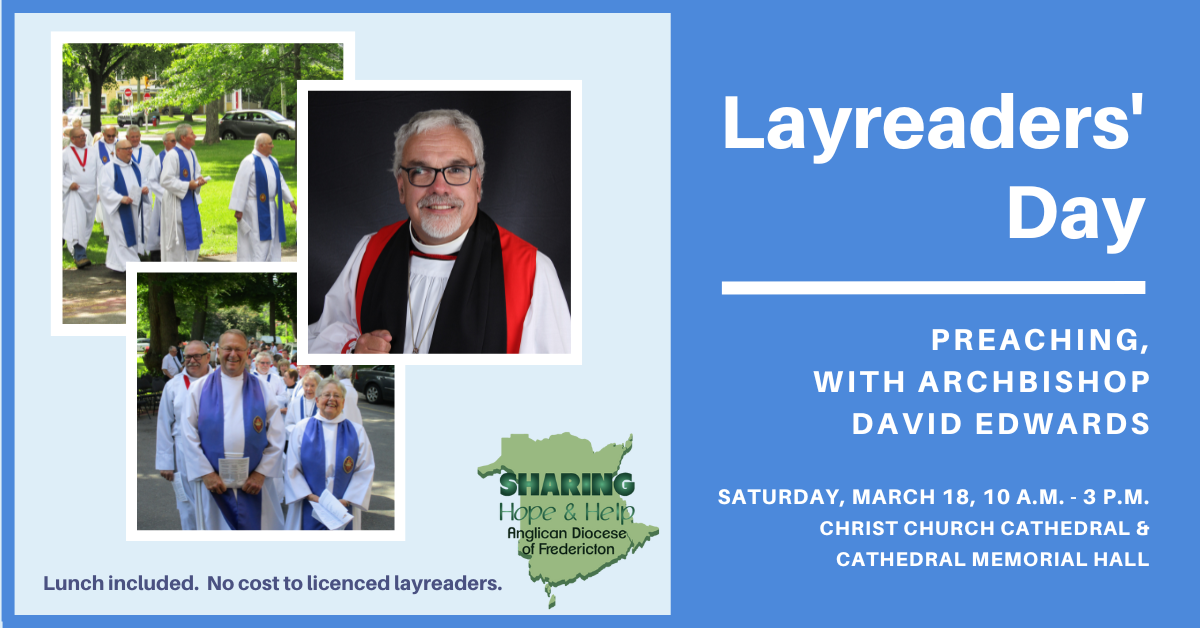 Layreaders'
Day
PREACHING,
WITH ARCHBISHOP
DAVID EDWARDS
SATURDAY, MARCH 18, 10 A.M. - 3 P.M.
CHRIST CHURCH CATHEDRAL &
CATHEDRAL MEMORIAL HALL
SHARING
Hope & Help
Anglican Diocese
of Fredericton
Lunch included. No cost to licenced layreaders.